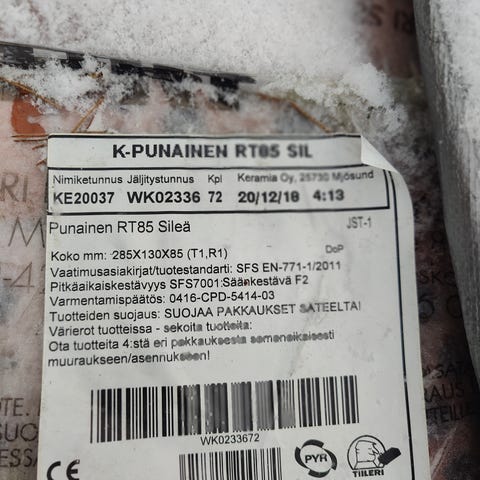 K-PUNAINEN RT85 SIL
Nimiketunnus Jäljitystunnus Kpl Keramia Oy, 25730 Mjösund
KE20037 WK02336 72 20/12/18 4:13
Punainen RT85 Sileä JST-1
Koko mm: 285X130X85 (T1,R1) DoP
Vaatimusasiakirjat/tuotestandarti: SFS EN-771-1/2011
Pitkäaikaiskestävyys SFS7001:Säänkestävä F2
Varmentamispäätös: 0416-CPD-5414-03
Tuotteiden suojaus: SUOJAA PAKKAUKSET SATEELTA!
Värierot tuotteissa - sekoita tuotteita:
Ota tuotteita 4:stä eri pakkauksesta samanaikaisesti
muuraukseen/asennukseen!
WK0233672
CE
PYR
TIILERI